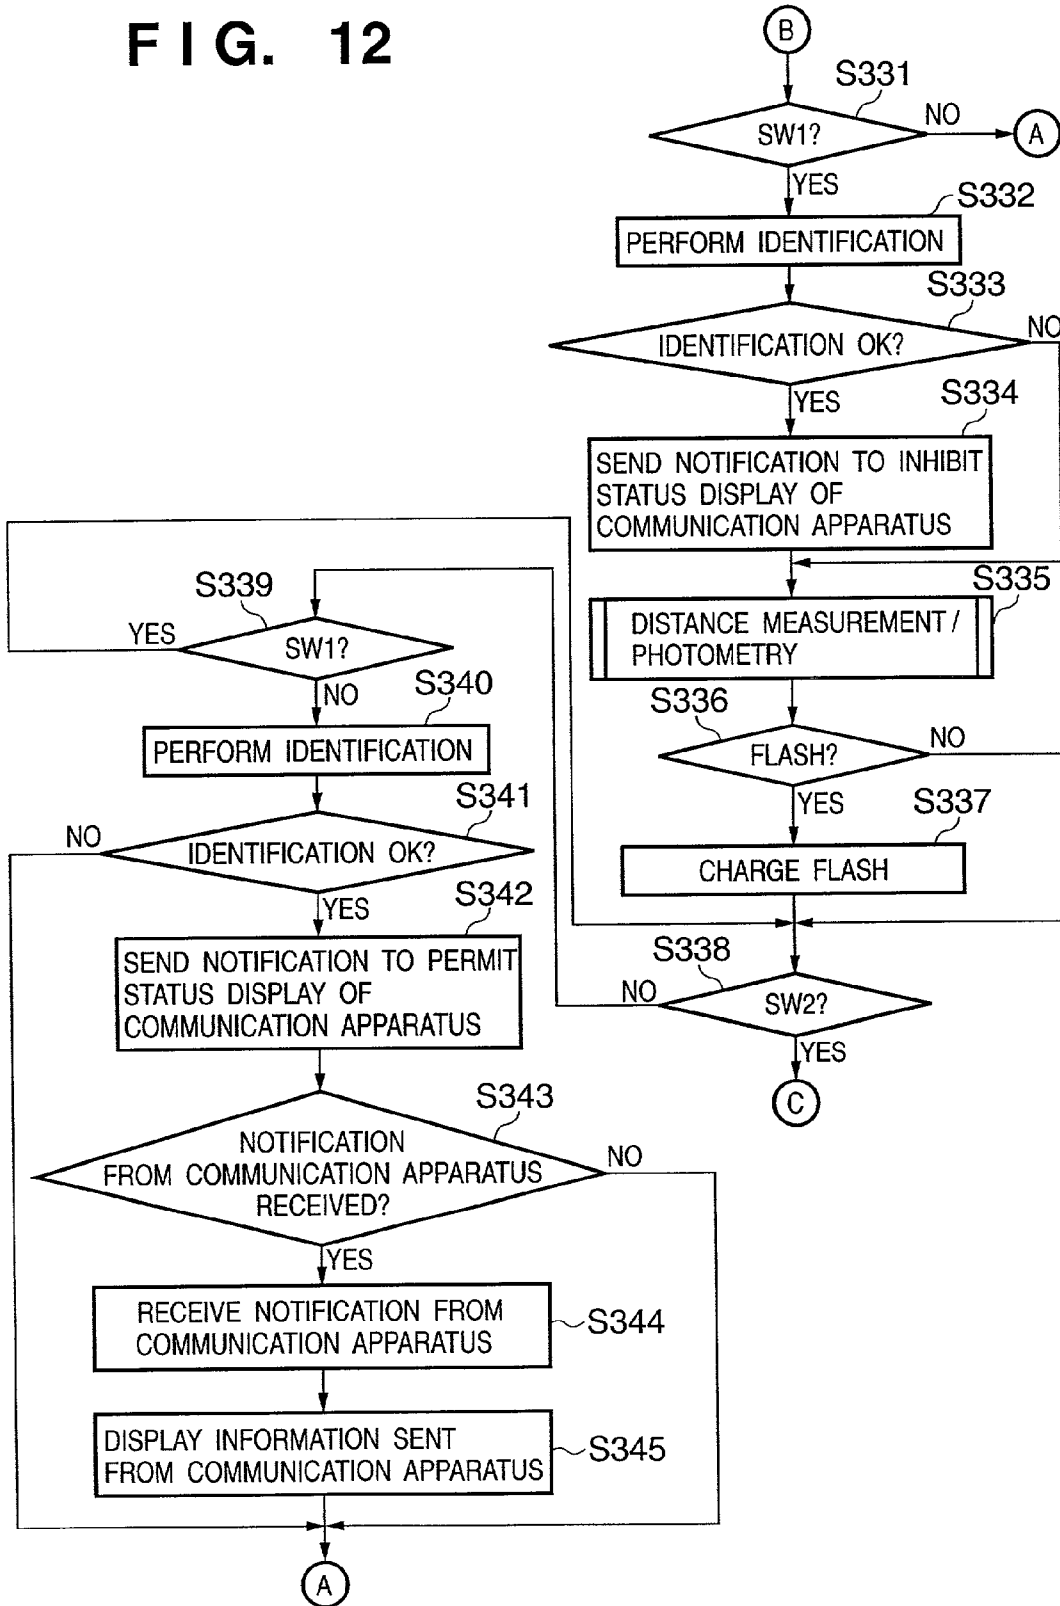 FIG. 12
B
S331
SW1?
NO
A
YES
S332
PERFORM IDENTIFICATION
S333
IDENTIFICATION OK?
NO
YES
S334
SEND NOTIFICATION TO INHIBIT
STATUS DISPLAY OF
COMMUNICATION APPARATUS
S335
DISTANCE MEASUREMENT /
PHOTOMETRY
S336
FLASH?
NO
YES
S337
CHARGE FLASH
S338
SW2?
NO
YES
C
S339
SW1?
YES
NO
S340
PERFORM IDENTIFICATION
S341
IDENTIFICATION OK?
NO
YES
S342
SEND NOTIFICATION TO PERMIT
STATUS DISPLAY OF
COMMUNICATION APPARATUS
S343
NOTIFICATION
FROM COMMUNICATION APPARATUS
RECEIVED?
NO
YES
RECEIVE NOTIFICATION FROM
COMMUNICATION APPARATUS
S344
DISPLAY INFORMATION SENT
FROM COMMUNICATION APPARATUS
S345
A